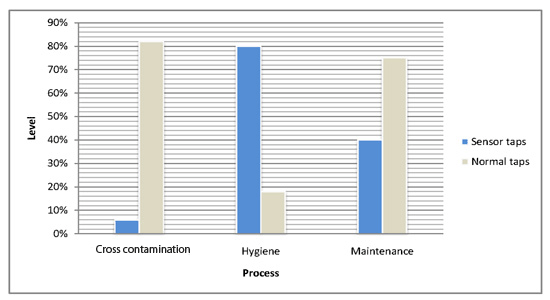 90%
80%
70%
60%
50%
40%
30%
20%
10%
0%
Level
Cross contamination
Hygiene
Maintenance
Process
Sensor taps
Normal taps